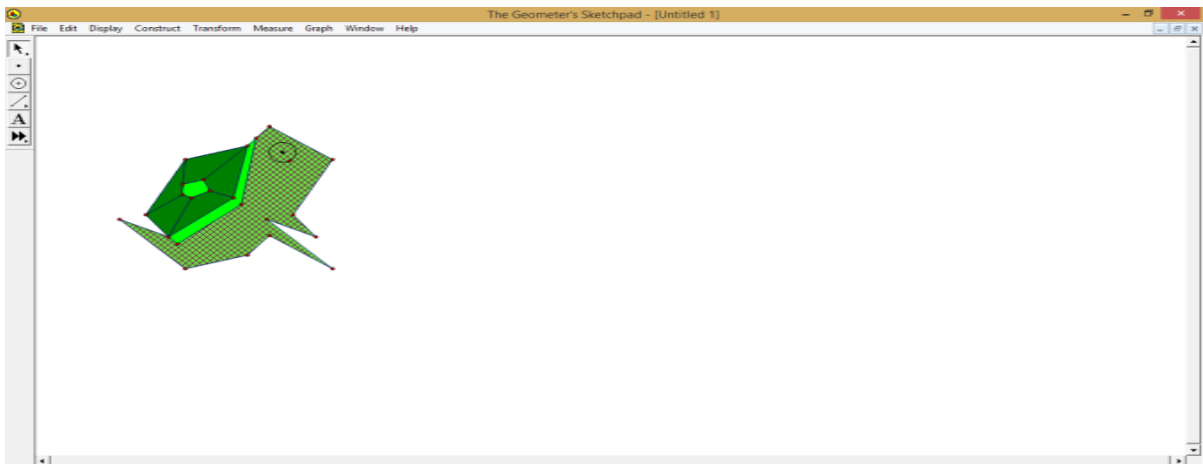 The Geometer's Sketchpad - [Untitled 1]
File Edit Display Construct Transform Measure Graph Window Help
A